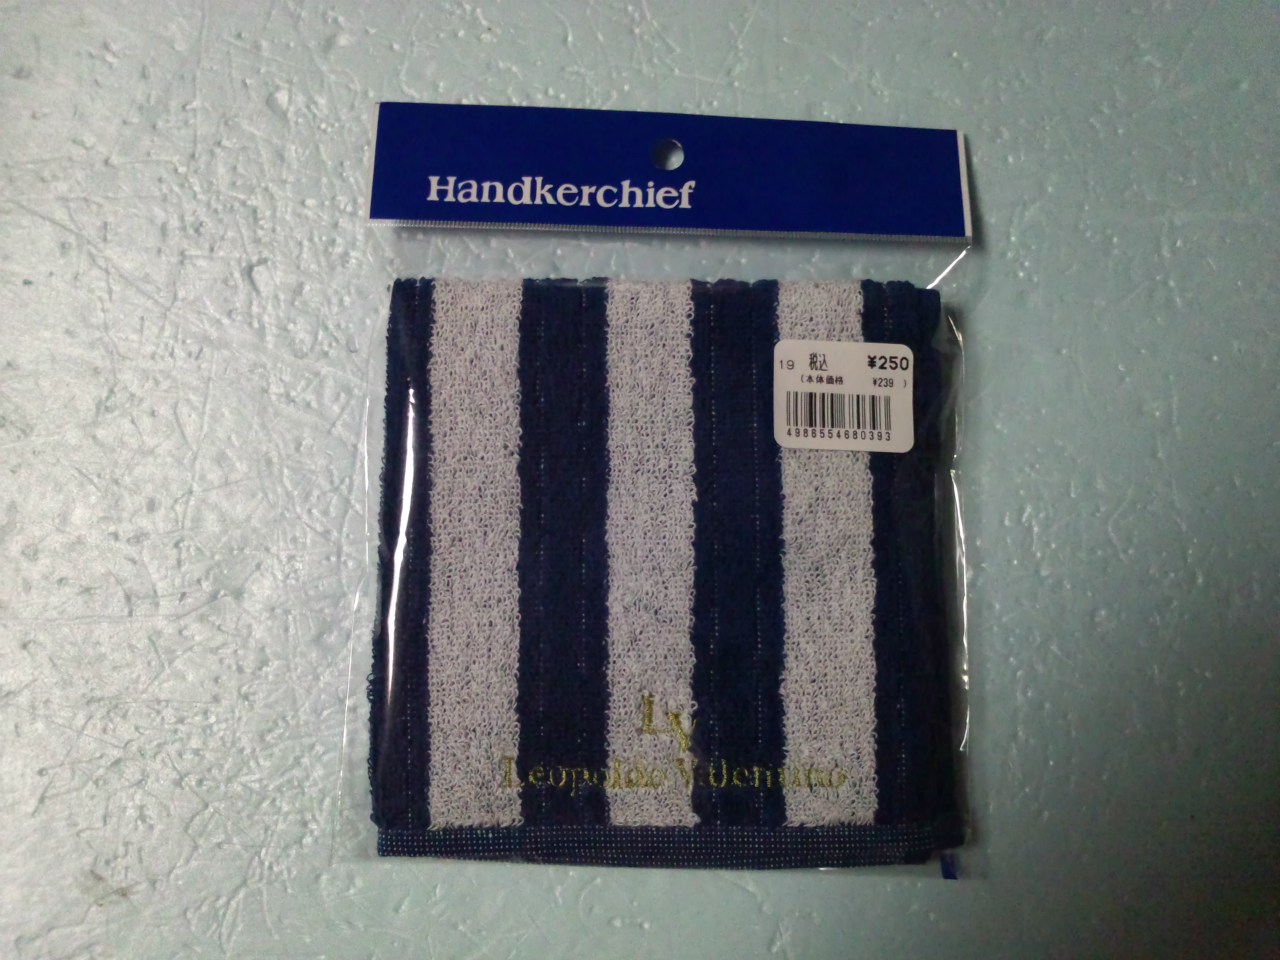 Handkerchief
19 税込 ¥250
(本体価格 ¥239 )
4986554680393
LV
Leopoldo Valentino